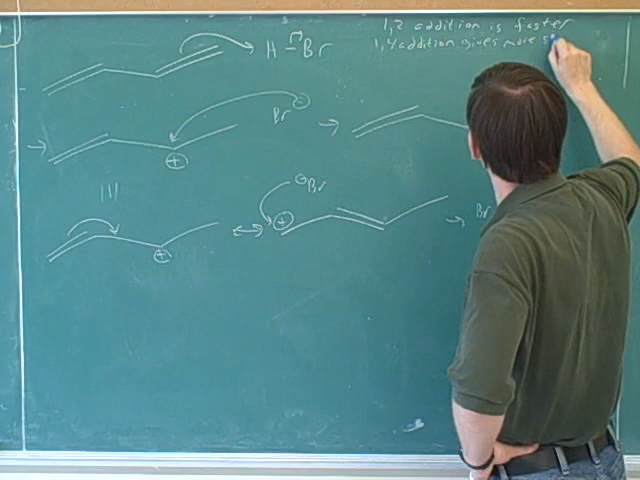 1,2 addition is faster
1,4 addition gives more s
H - Br
Br ⊖
→
→
⊕
|||
⊖ Br
⊕
↔
⊕
→ Br